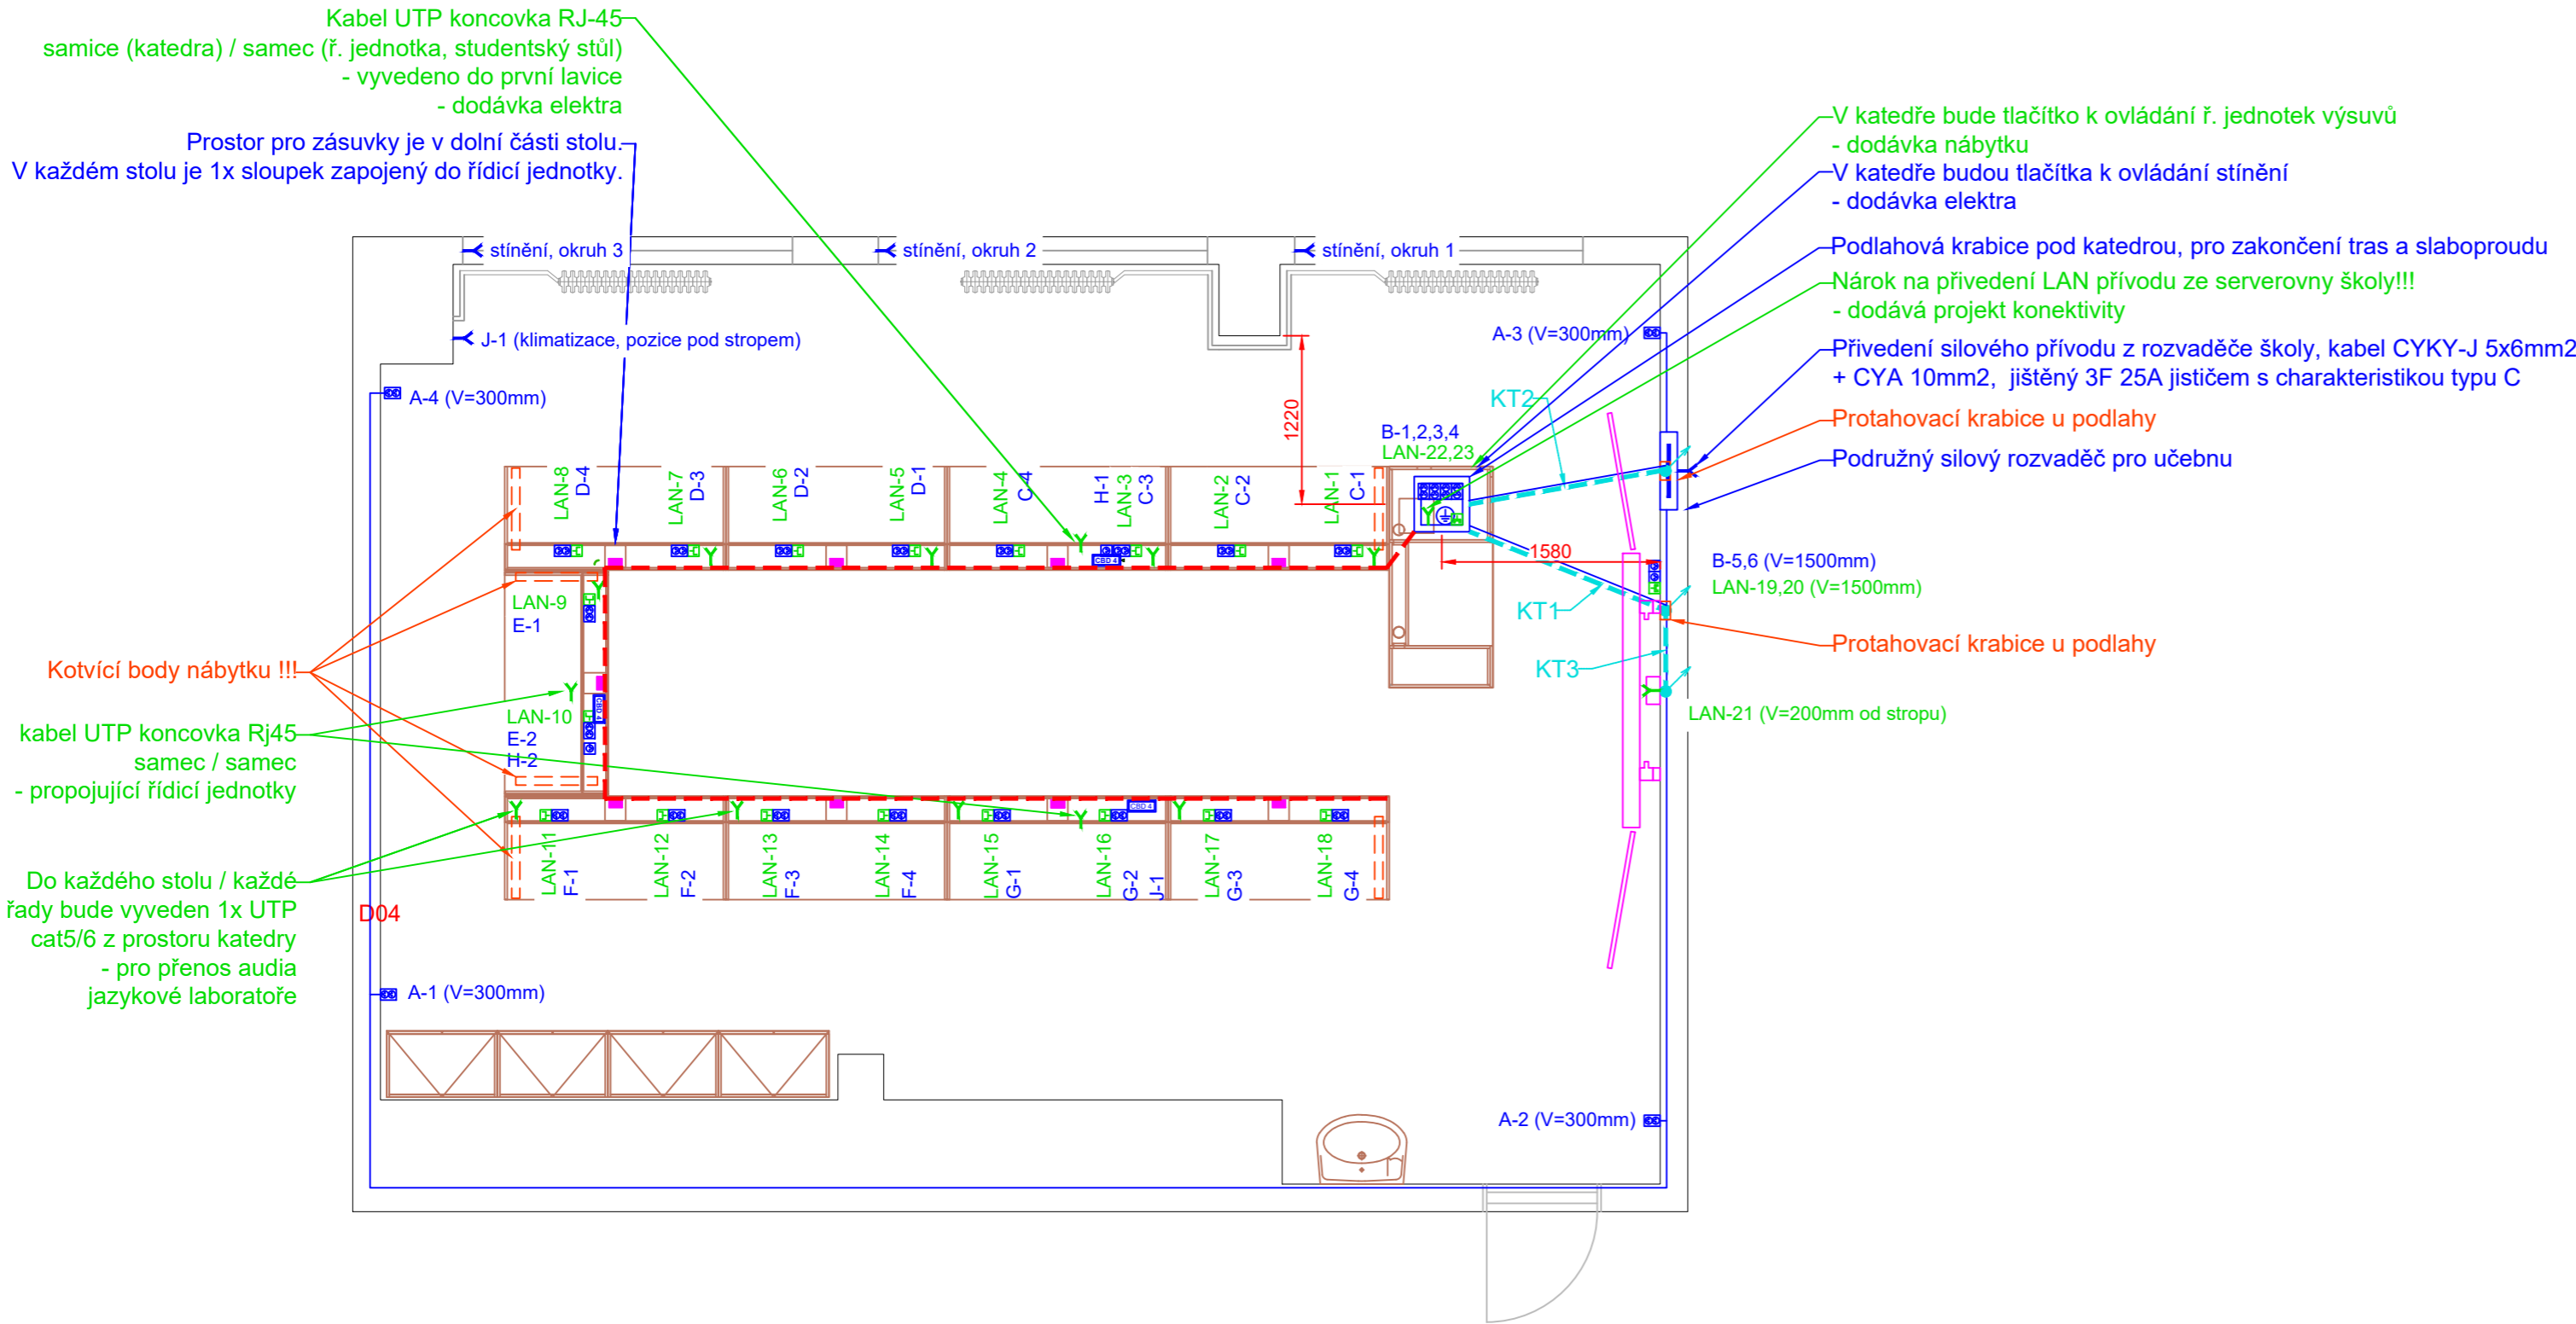 Kabel UTP koncovka RJ-45
samice (katedra) / samec (ř. jednotka, studentský stůl)
- vyvedeno do první lavice
- dodávka elektra
Prostor pro zásuvky je v dolní části stolu.
V každém stolu je 1x sloupek zapojený do řídicí jednotky.
V katedře bude tlačítko k ovládání ř. jednotek výsuvů
- dodávka nábytku
V katedře budou tlačítka k ovládání stínění
- dodávka elektra
Podlahová krabice pod katedrou, pro zakončení tras a slaboproudu
Nárok na přivedení LAN přívodu ze serverovny školy!!!
- dodává projekt konektivity
Přivedení silového přívodu z rozvaděče školy, kabel CYKY-J 5x6mm2
+ CYA 10mm2, jištěný 3F 25A jističem s charakteristikou typu C
Protahovací krabice u podlahy
Podružný silový rozvaděč pro učebnu
Protahovací krabice u podlahy
stínění, okruh 3
stínění, okruh 2
stínění, okruh 1
J-1 (klimatizace, pozice pod stropem)
A-3 (V=300mm)
A-4 (V=300mm)
KT2
1220
B-1,2,3,4
LAN-22,23
LAN-8
D-4
LAN-7
D-3
LAN-6
D-2
LAN-5
D-1
LAN-4
C-4
H-1
LAN-3
C-3
LAN-2
C-2
LAN-1
C-1
CBD 4
1580
B-5,6 (V=1500mm)
LAN-19,20 (V=1500mm)
KT1
KT3
LAN-21 (V=200mm od stropu)
LAN-9
E-1
LAN-10
E-2
H-2
CBD 4
CBD 4
Kotvící body nábytku !!!
kabel UTP koncovka Rj45
samec / samec
- propojující řídicí jednotky
Do každého stolu / každé
řady bude vyveden 1x UTP
cat5/6 z prostoru katedry
- pro přenos audia
jazykové laboratoře
D04
LAN-11
F-1
LAN-12
F-2
LAN-13
F-3
LAN-14
F-4
LAN-15
G-1
LAN-16
G-2
J-1
LAN-17
G-3
LAN-18
G-4
A-1 (V=300mm)
A-2 (V=300mm)